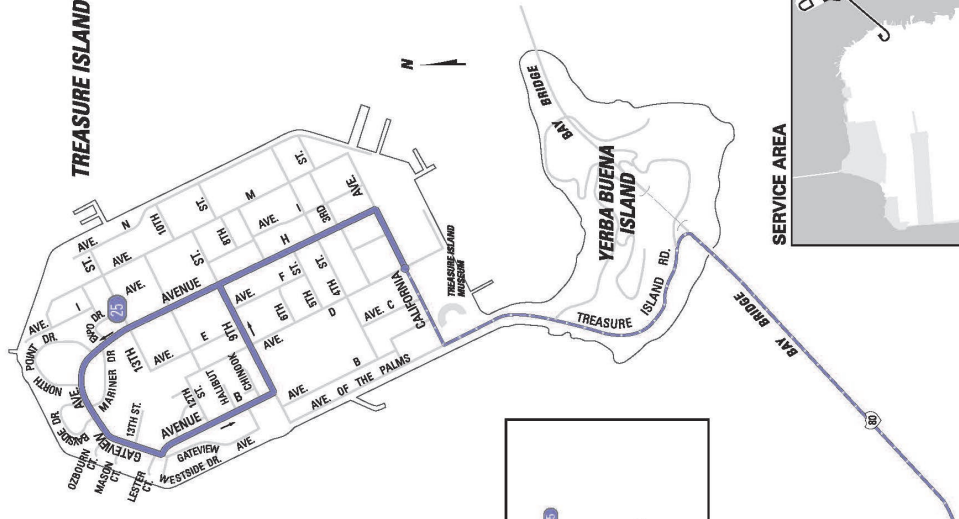 TREASURE ISLAND
N
AVE. N
10TH
ST.
M
ST.
AVE.
ST.
8TH
AVE. I
3RD
AVE.
ST.
AVENUE
H
AVE.
I
EXPO DR.
25
AVE.
NORTH POINT DR.
MARINER DR
13TH
AVE.
E
9TH
AVE.
F
ST.
6TH
5TH
ST.
4TH
D
AVE. C
CALIFORNIA
TREASURE ISLAND
MUSEUM
BAYSIDE DR
GATEVIEW AVE.
13TH ST.
12TH
ST.
HALIBUT
CHINOOK
AVENUE B
AVE.
AVE.
B
AVE. OF THE PALMS
OZBOURN
CT.
MASON
CT.
LESTER
CT.
GATEVIEW
AVE.
WESTSIDE DR.
BAY BRIDGE
YERBA BUENA
ISLAND
TREASURE ISLAND RD.
BAY BRIDGE
80
SERVICE AREA